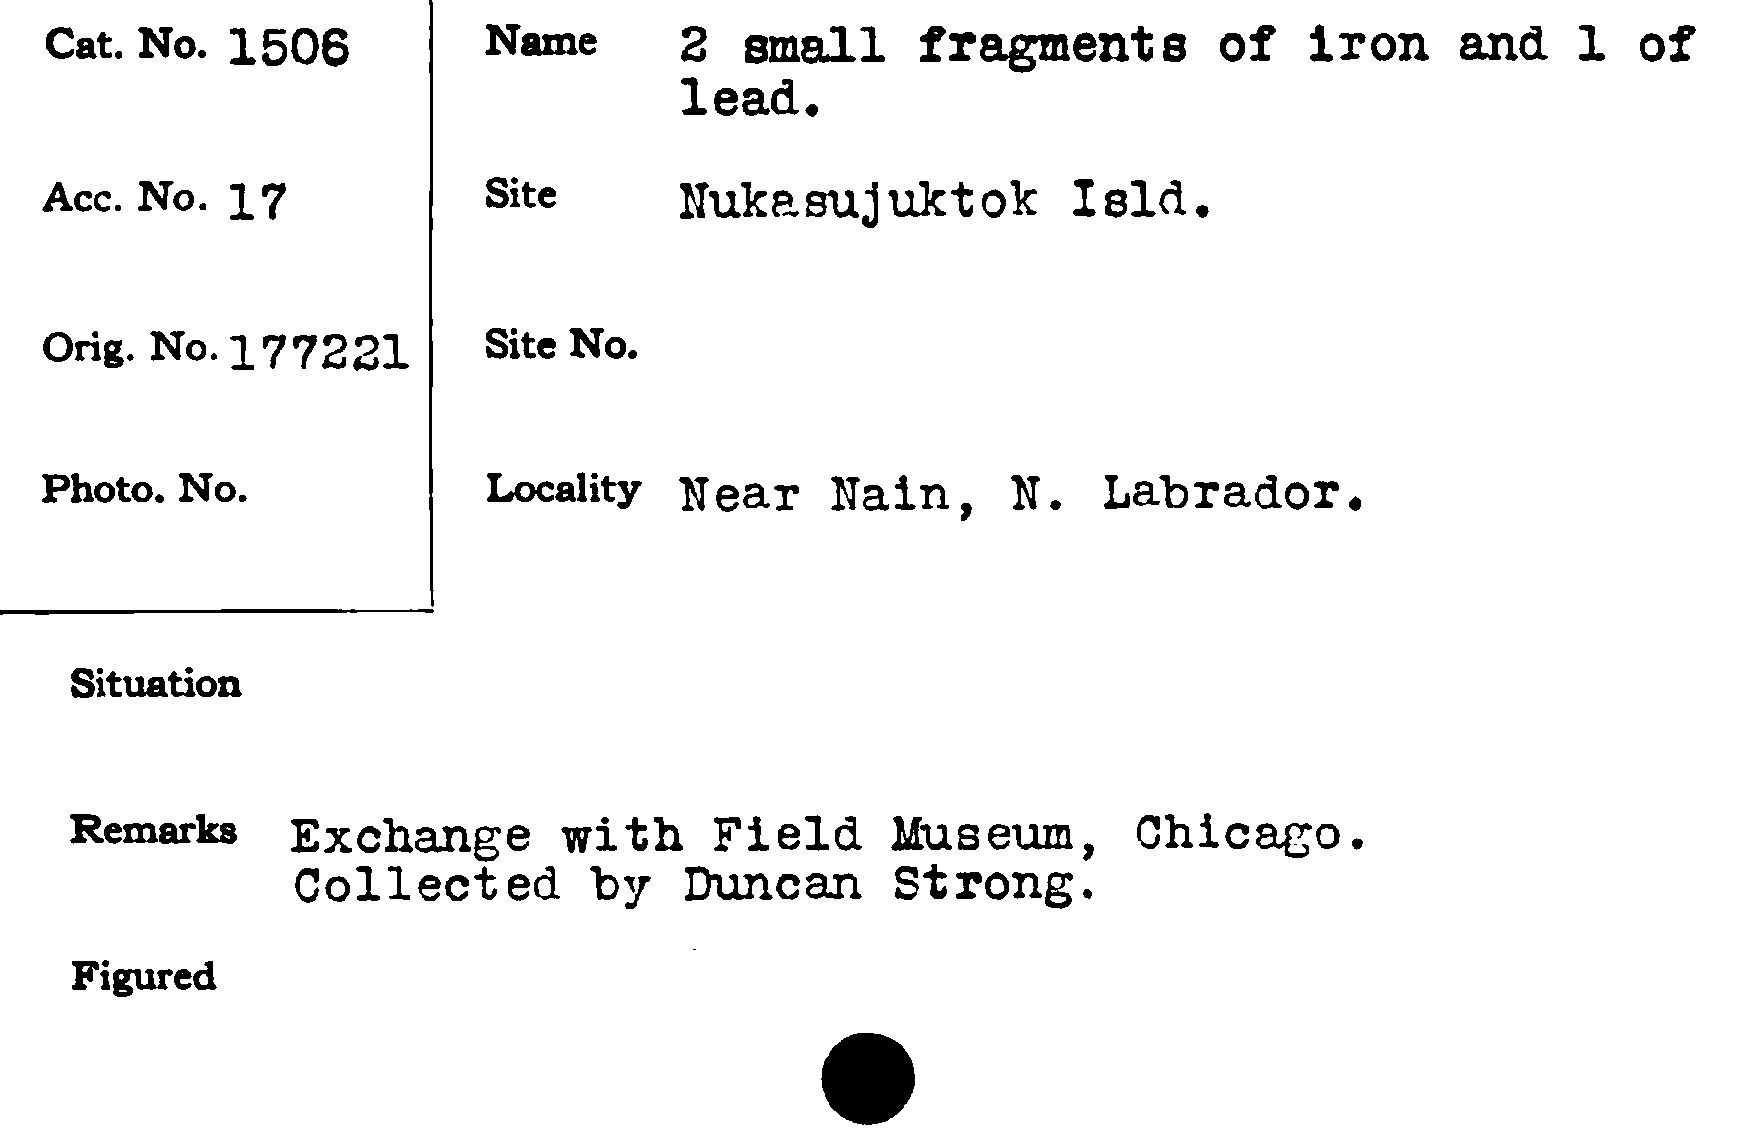 Cat. No. 1506
Name 2 small fragments of iron and 1 of
lead.
Acc. No. 17
Site Nukasujuktok Isld.
Orig. No. 177221
Site No.
Photo. No.
Locality Near Nain, N. Labrador.
Situation
Remarks Exchange with Field Museum, Chicago.
Collected by Duncan Strong.
Figured